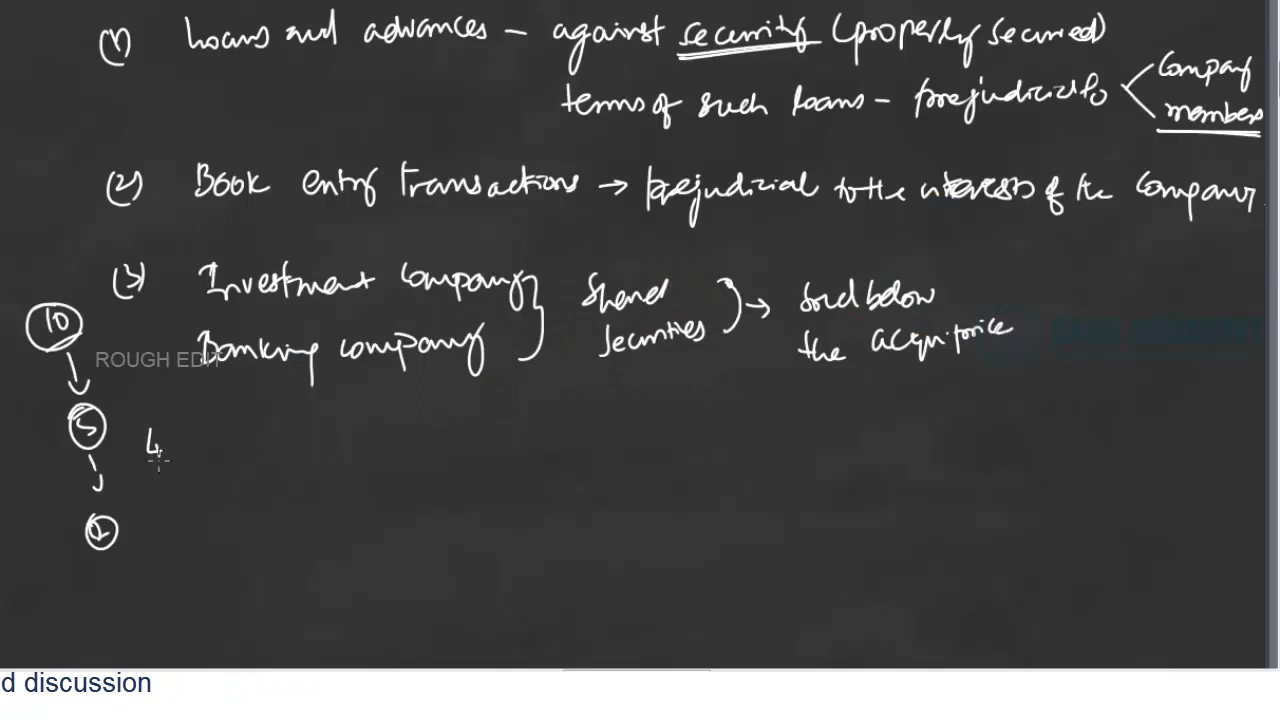 (1) Loans and advances - against security (properly secured)
terms of such loans - prejudicial to
company
members
(2) Book entry transactions → prejudicial to the interests of the company.
(3) Investment company
Banking company
Shares
Securities
→ sold below
the acqui. price
10
ROUGH EDIT
5
4.
d discussion